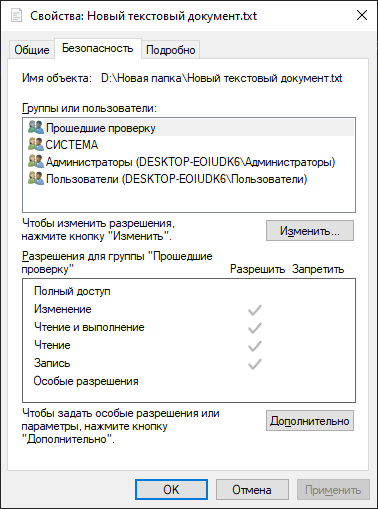 Свойства: Новый текстовый документ.txt
Общие Безопасность Подробно
Имя объекта: D:\Новая папка\Новый текстовый документ.txt
Группы или пользователи:
Прошедшие проверку
СИСТЕМА
Администраторы (DESKTOP-EOIUDK6\Администраторы)
Пользователи (DESKTOP-EOIUDK6\Пользователи)
Чтобы изменить разрешения,
нажмите кнопку "Изменить".
Изменить...
Разрешения для группы "Прошедшие
проверку"
Разрешить Запретить
Полный доступ
Изменение
Чтение и выполнение
Чтение
Запись
Особые разрешения
Чтобы задать особые разрешения или
параметры, нажмите кнопку
"Дополнительно".
Дополнительно
OK Отмена Применить